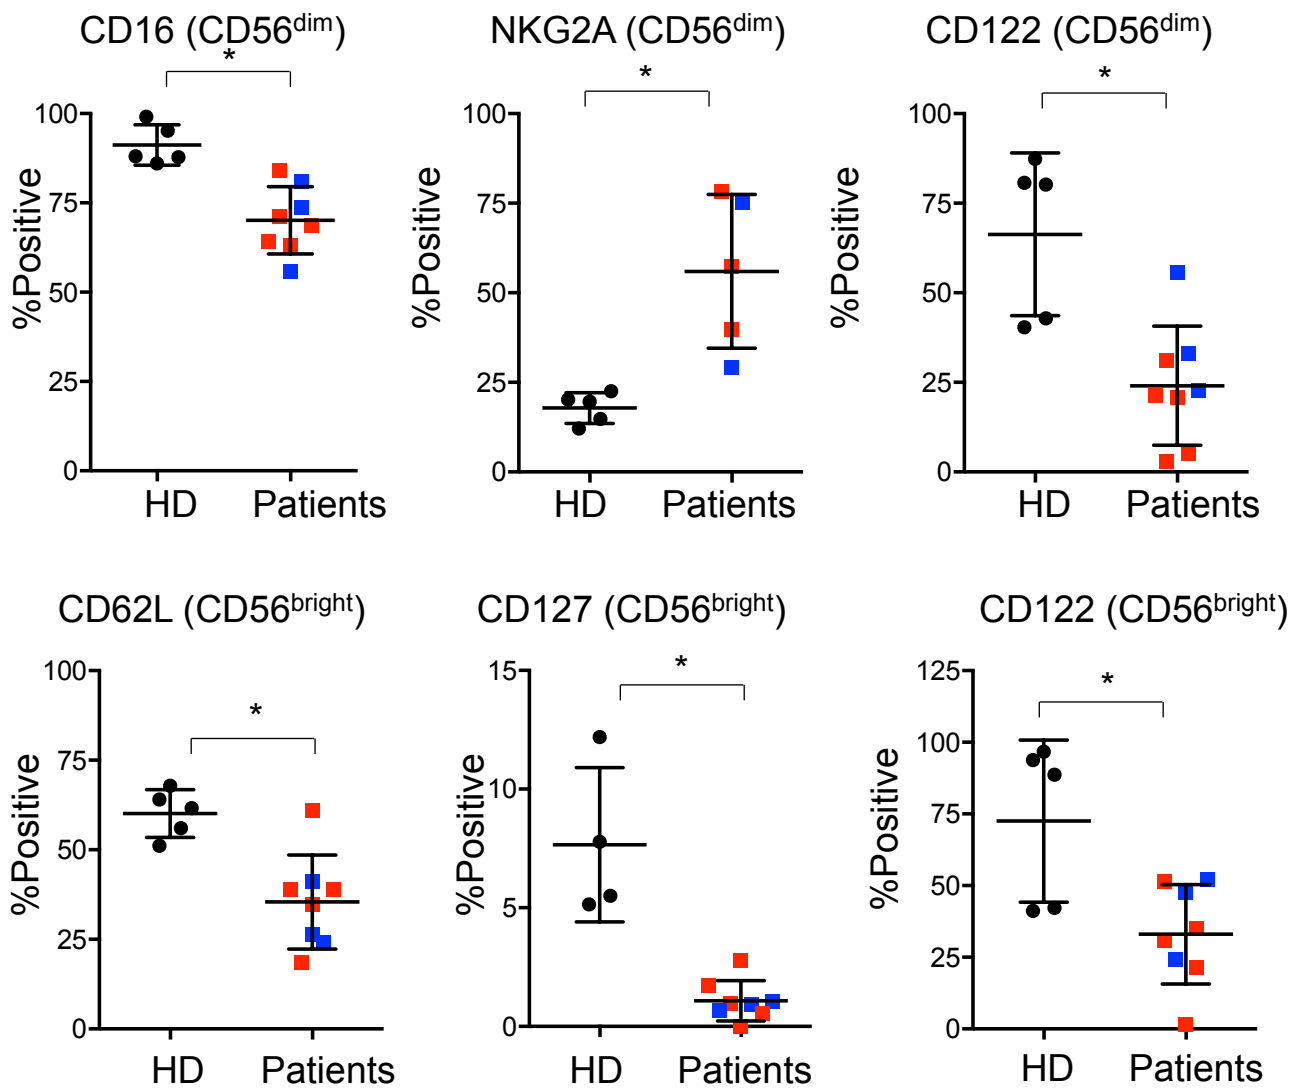 CD16 (CD56dim)
*
%Positive
100
75
50
25
0
HD Patients
NKG2A (CD56dim)
*
%Positive
100
75
50
25
0
HD Patients
CD122 (CD56dim)
*
%Positive
100
75
50
25
0
HD Patients
CD62L (CD56bright)
*
%Positive
100
75
50
25
0
HD Patients
CD127 (CD56bright)
*
%Positive
15
10
5
0
HD Patients
CD122 (CD56bright)
*
%Positive
125
100
75
50
25
0
HD Patients